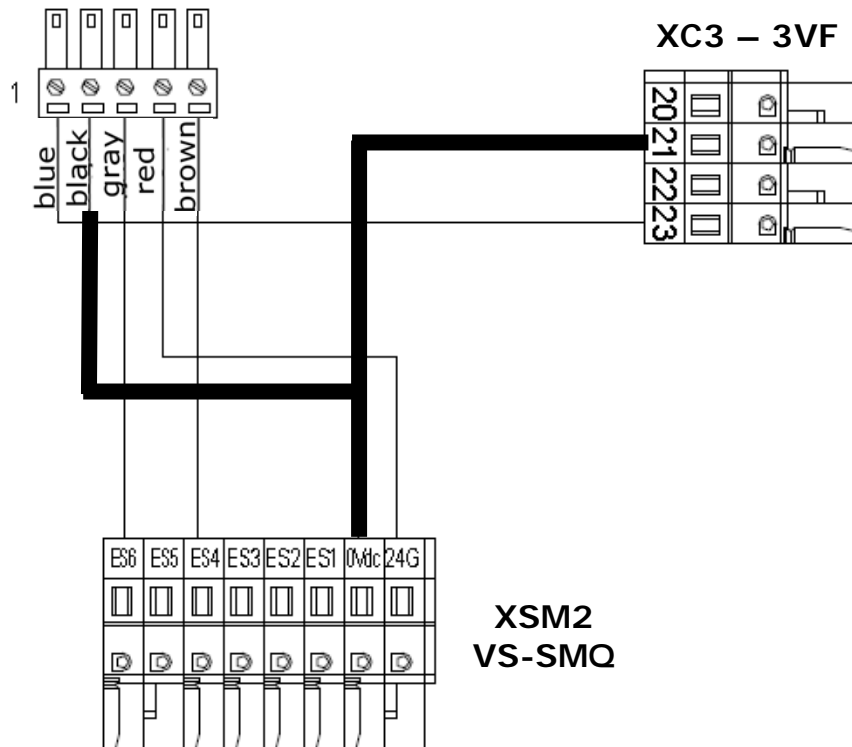 XC3 – 3VF
1
blue
black
gray
red
brown
20
21
22
23
ES6 ES5 ES4 ES3 ES2 ES1 0Vdc 24G
XSM2
VS-SMQ